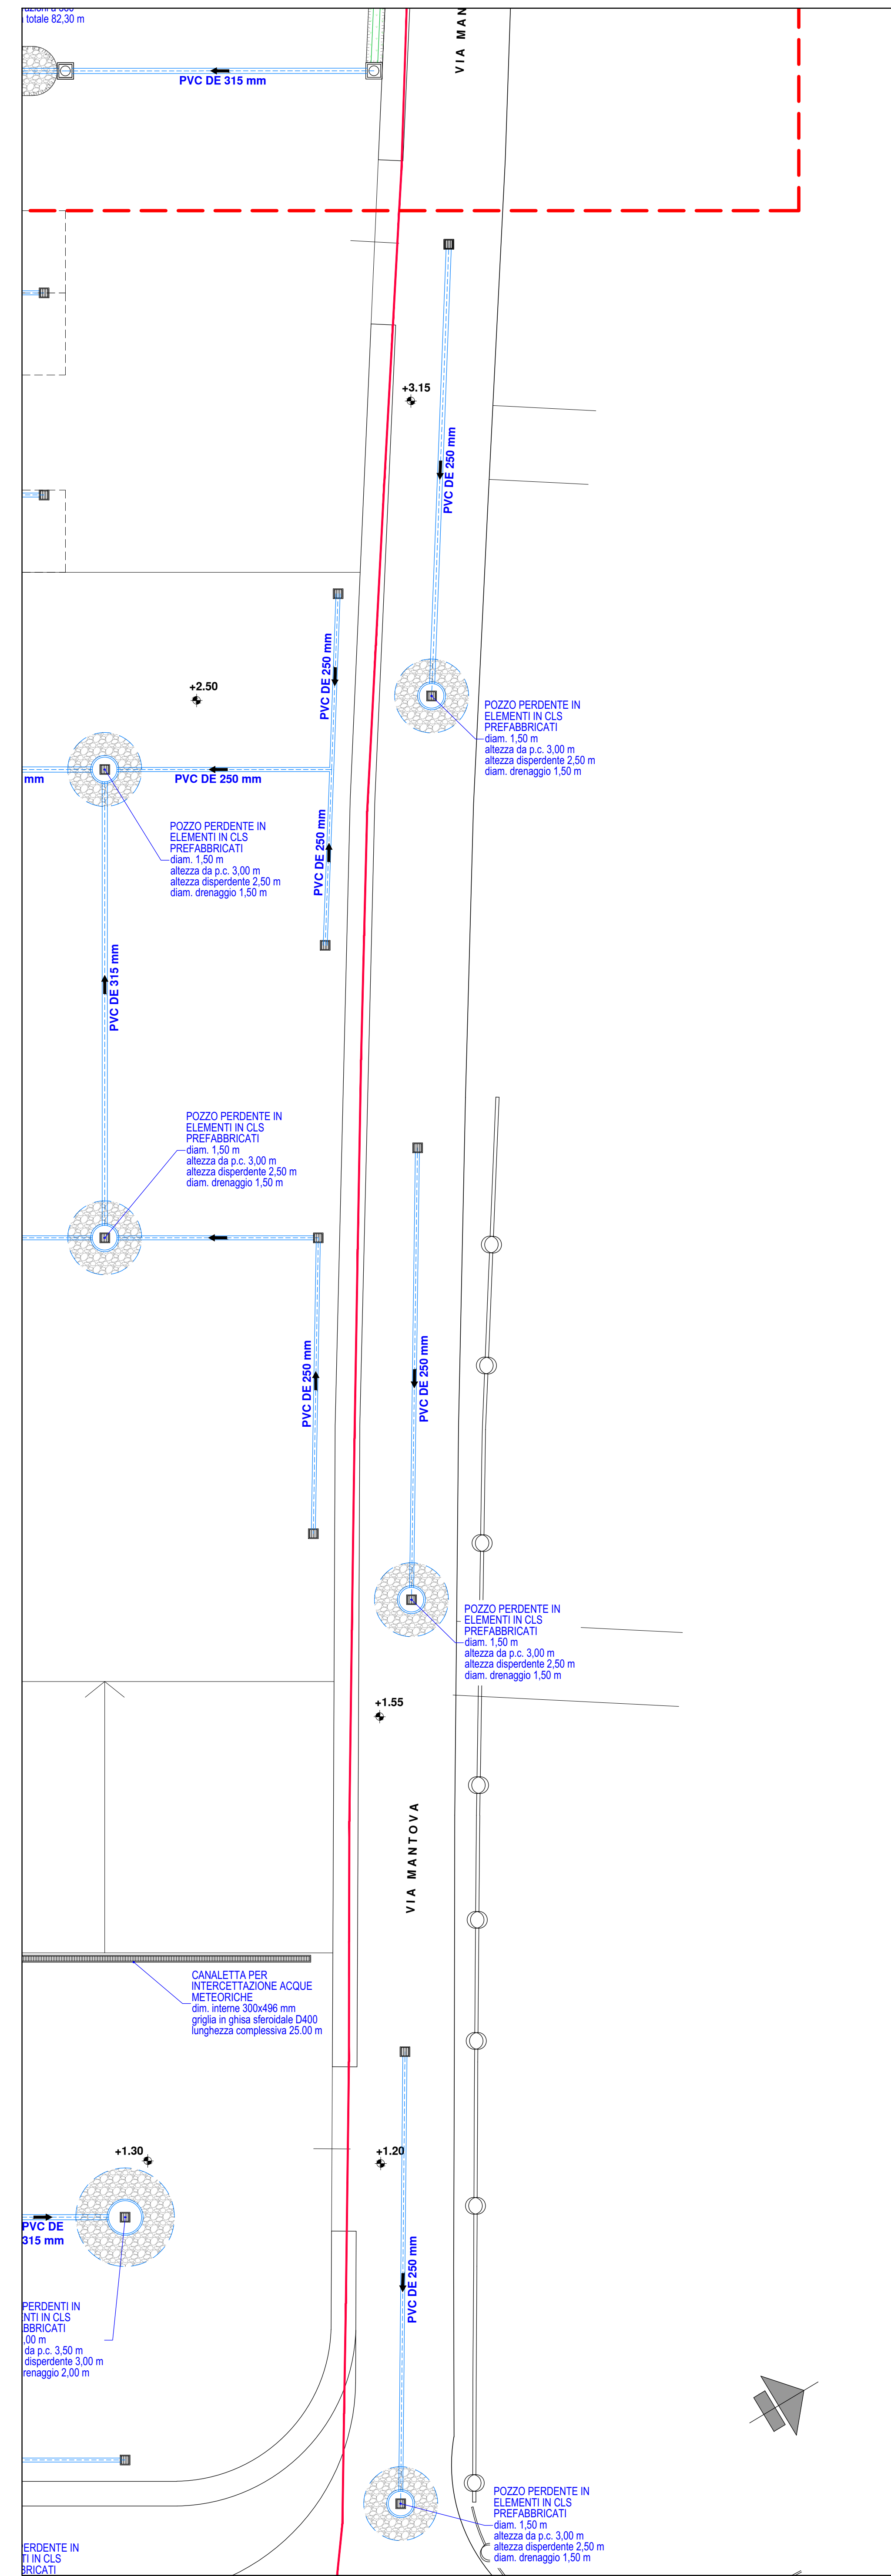 totale 82,30 m
PVC DE 315 mm
VIA MAN
+3.15
PVC DE 250 mm
PVC DE 250 mm
+2.50
POZZO PERDENTE IN
ELEMENTI IN CLS
PREFABBRICATI
diam. 1,50 m
altezza da p.c. 3,00 m
altezza disperdente 2,50 m
diam. drenaggio 1,50 m
mm
PVC DE 250 mm
PVC DE 250 mm
POZZO PERDENTE IN
ELEMENTI IN CLS
PREFABBRICATI
diam. 1,50 m
altezza da p.c. 3,00 m
altezza disperdente 2,50 m
diam. drenaggio 1,50 m
PVC DE 315 mm
POZZO PERDENTE IN
ELEMENTI IN CLS
PREFABBRICATI
diam. 1,50 m
altezza da p.c. 3,00 m
altezza disperdente 2,50 m
diam. drenaggio 1,50 m
PVC DE 250 mm
PVC DE 250 mm
POZZO PERDENTE IN
ELEMENTI IN CLS
PREFABBRICATI
diam. 1,50 m
altezza da p.c. 3,00 m
altezza disperdente 2,50 m
diam. drenaggio 1,50 m
+1.55
VIA MANTOVA
CANALETTA PER
INTERCETTAZIONE ACQUE
METEORICHE
dim. interne 300x496 mm
griglia in ghisa sferoidale D400
lunghezza complessiva 25.00 m
+1.30
+1.20
PVC DE
315 mm
PVC DE 250 mm
PERDENTI IN
NTI IN CLS
BBRICATI
,00 m
da p.c. 3,50 m
disperdente 3,00 m
renaggio 2,00 m
POZZO PERDENTE IN
ELEMENTI IN CLS
PREFABBRICATI
diam. 1,50 m
altezza da p.c. 3,00 m
altezza disperdente 2,50 m
diam. drenaggio 1,50 m
ERDENTE IN
TI IN CLS
BRICATI